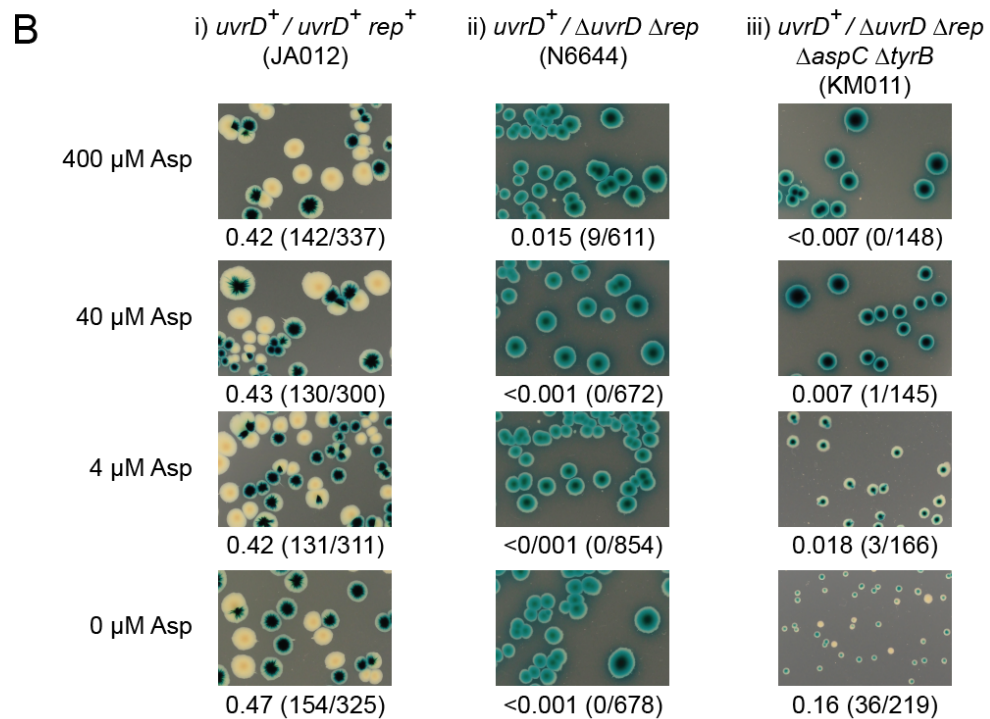 B
i) uvrD+ / uvrD+ rep+
(JA012)
ii) uvrD+ / ΔuvrD Δrep
(N6644)
iii) uvrD+ / ΔuvrD Δrep
ΔaspC ΔtyrB
(KM011)
400 µM Asp
0.42 (142/337)
0.015 (9/611)
<0.007 (0/148)
40 µM Asp
0.43 (130/300)
<0.001 (0/672)
0.007 (1/145)
4 µM Asp
0.42 (131/311)
<0/001 (0/854)
0.018 (3/166)
0 µM Asp
0.47 (154/325)
<0.001 (0/678)
0.16 (36/219)